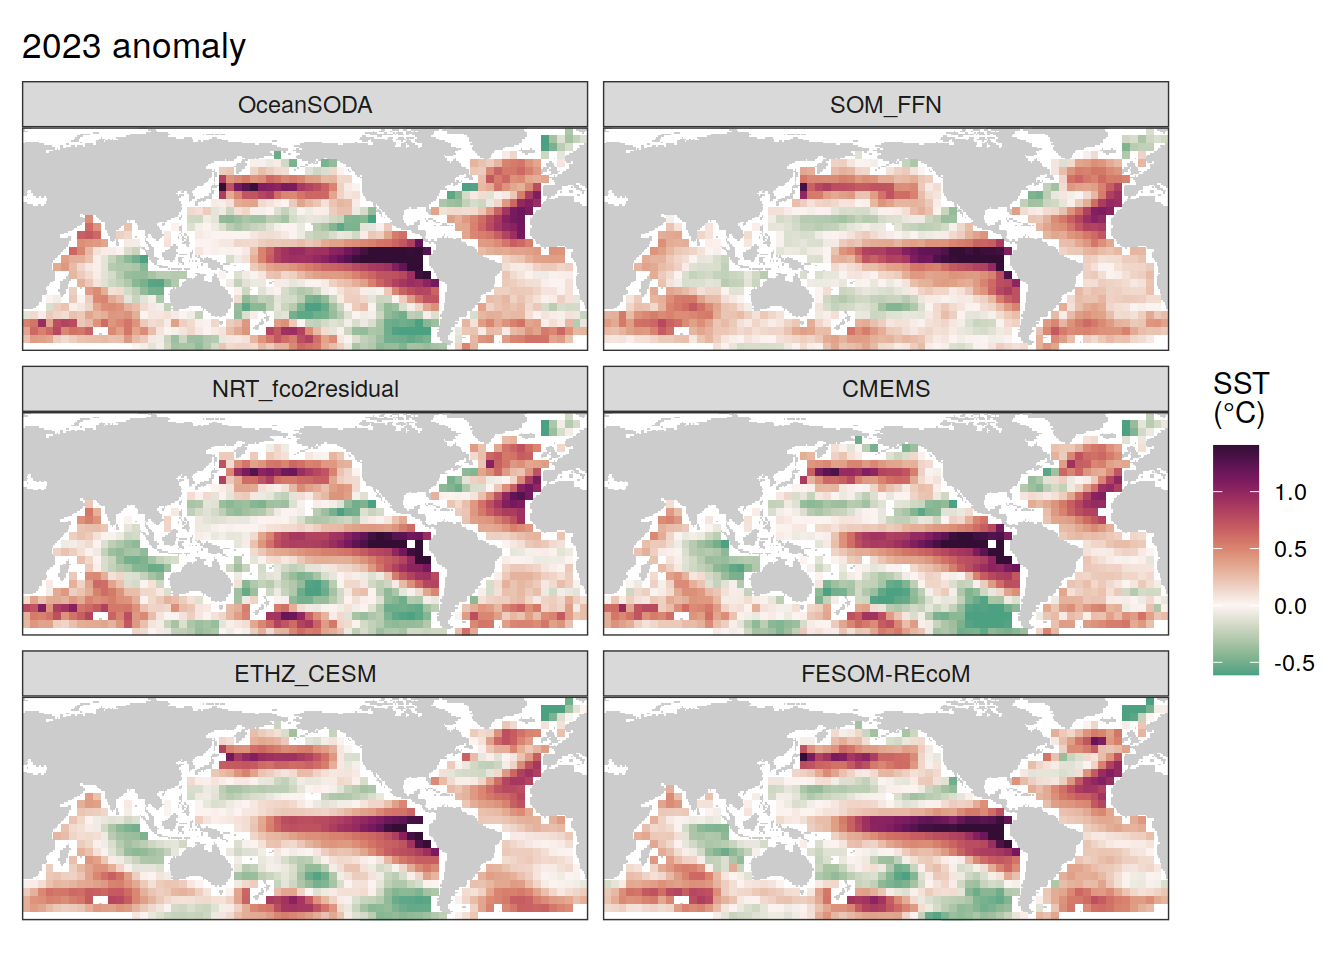 2023 anomaly
OceanSODA
SOM_FFN
NRT_fco2residual
CMEMS
ETHZ_CESM
FESOM-REcoM
SST
(°C)
1.0
0.5
0.0
-0.5